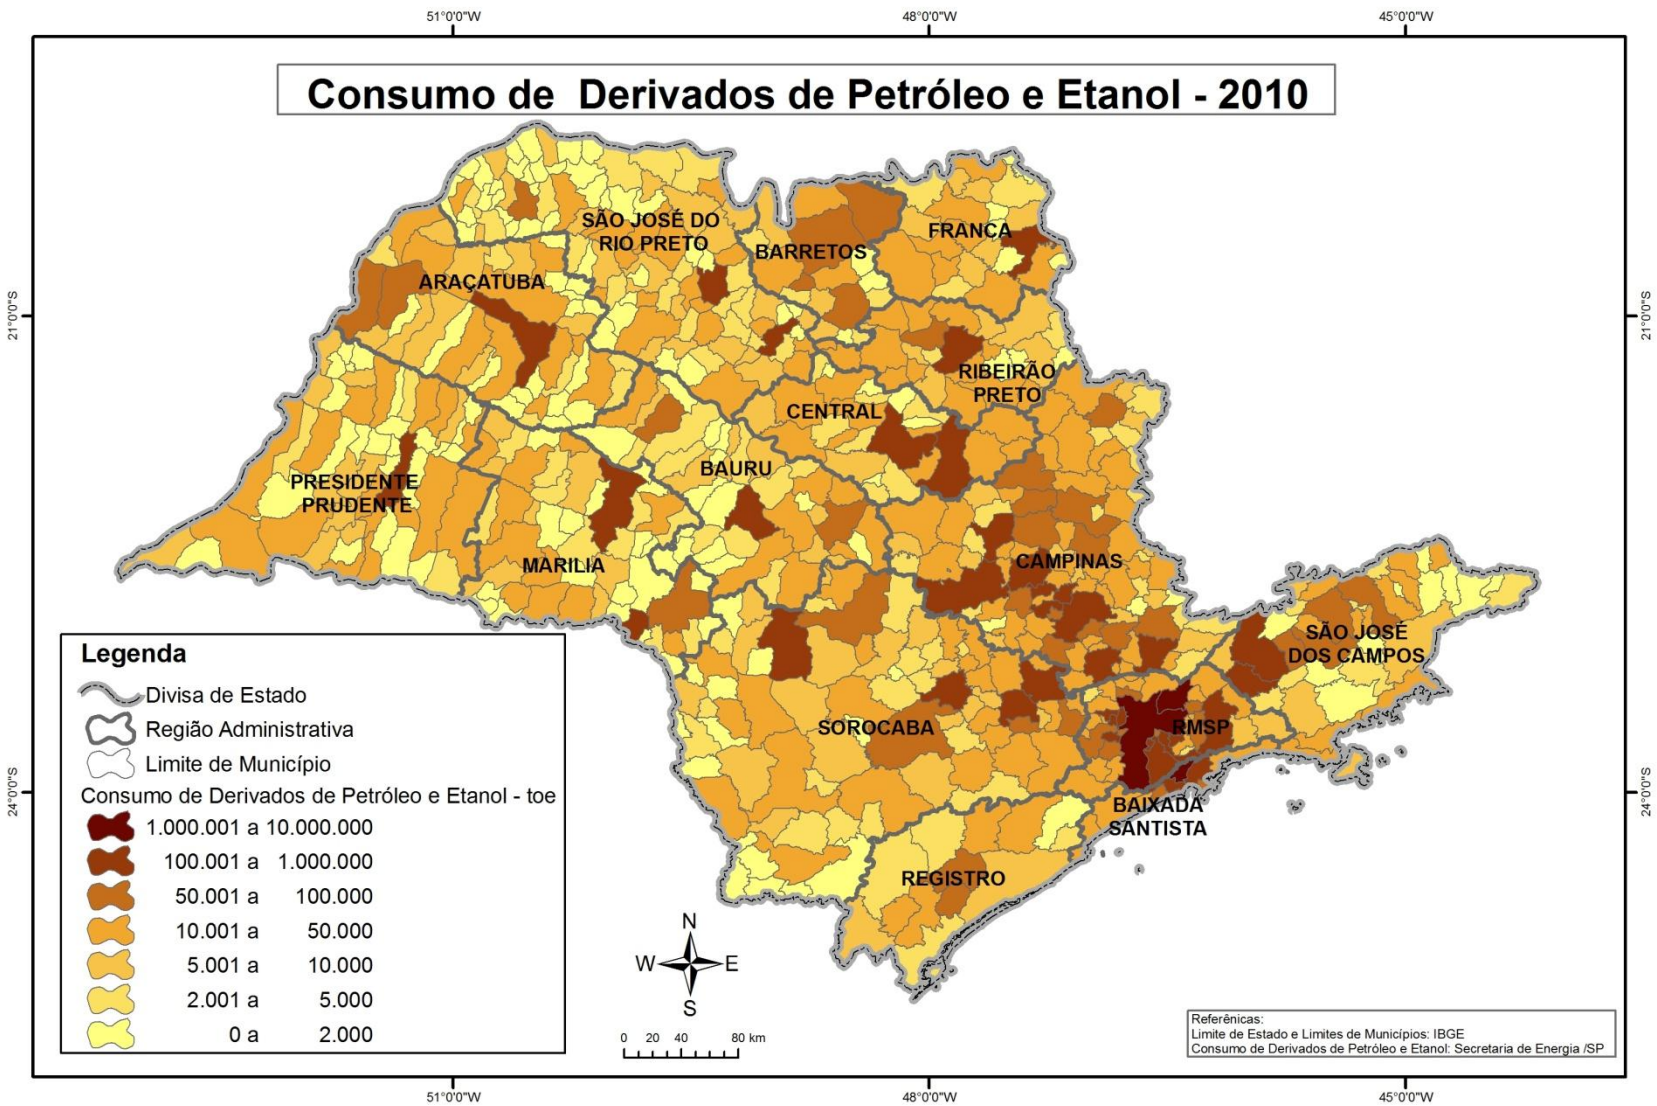 51°0'0"W
48°0'0"W
45°0'0"W
Consumo de Derivados de Petróleo e Etanol - 2010
SÃO JOSÉ DO
RIO PRETO
BARRETOS
FRANCA
ARAÇATUBA
21°0'0"S
21°0'0"S
RIBEIRÃO
PRETO
CENTRAL
BAURU
PRESIDENTE
PRUDENTE
MARILIA
CAMPINAS
SÃO JOSÉ
DOS CAMPOS
SOROCABA
RMSP
24°0'0"S
24°0'0"S
BAIXADA
SANTISTA
REGISTRO
Legenda
Divisa de Estado
Região Administrativa
Limite de Município
Consumo de Derivados de Petróleo e Etanol - toe
1.000.001 a 10.000.000
100.001 a 1.000.000
50.001 a 100.000
10.001 a 50.000
5.001 a 10.000
2.001 a 5.000
0 a 2.000
N
W E
S
0 20 40 80 km
Referênicas:
Limite de Estado e Limites de Municípios: IBGE
Consumo de Derivados de Petróleo e Etanol: Secretaria de Energia /SP
51°0'0"W
48°0'0"W
45°0'0"W